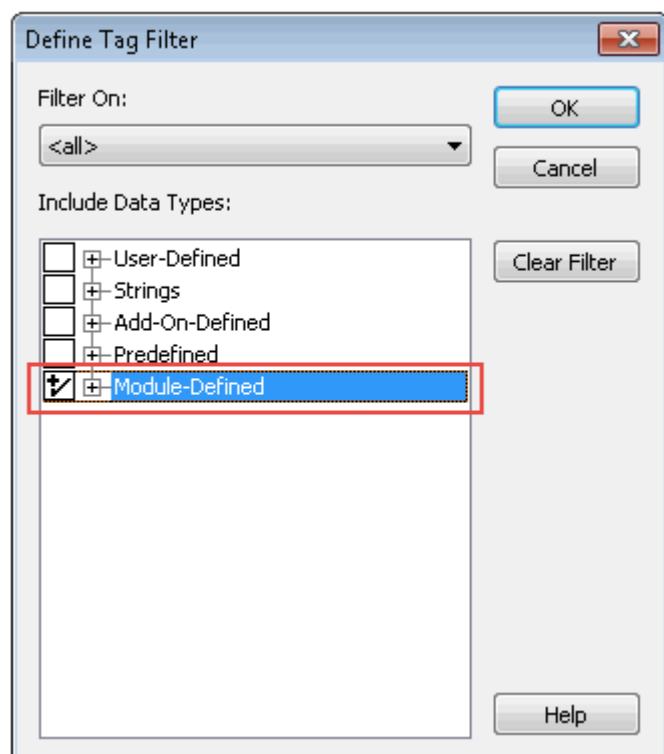 Define Tag Filter
Filter On:
<all>
OK
Cancel
Include Data Types:
User-Defined
Strings
Add-On-Defined
Predefined
Module-Defined
Clear Filter
Help